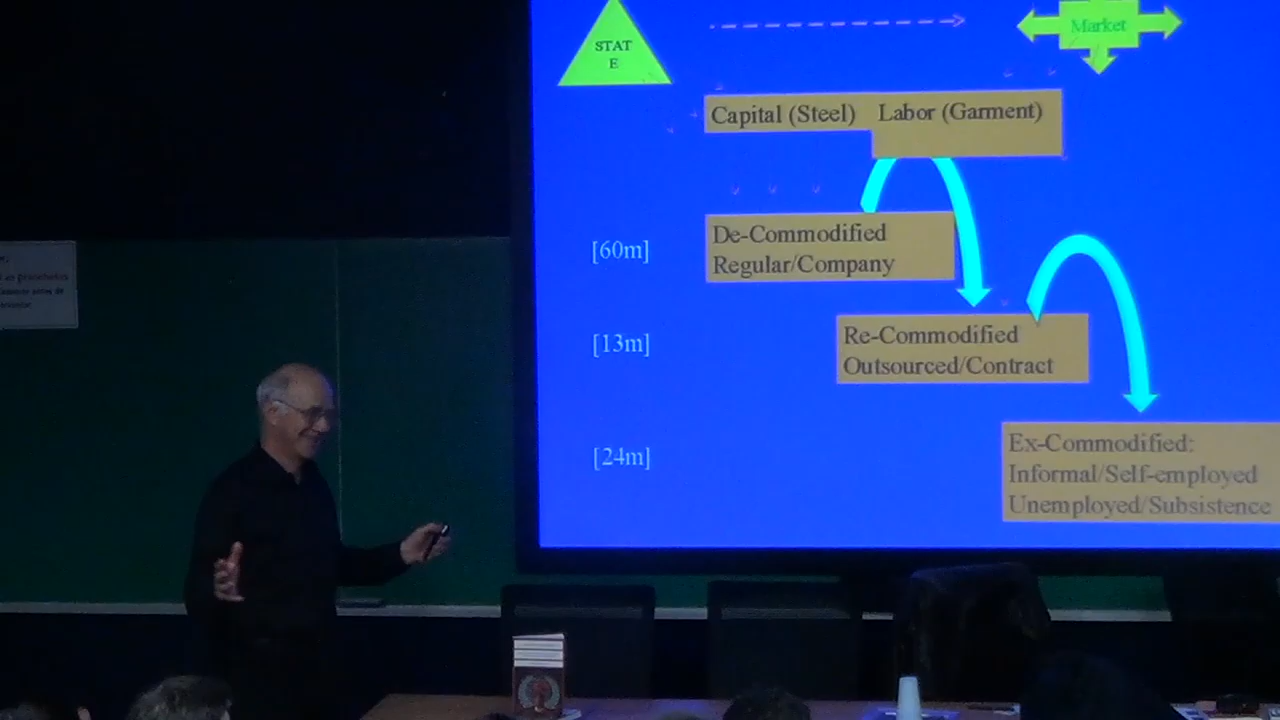 STAT
E
Market
Capital (Steel)
Labor (Garment)
[60m]
De-Commodified
Regular/Company
[13m]
Re-Commodified
Outsourced/Contract
[24m]
Ex-Commodified:
Informal/Self-employed
Unemployed/Subsistence